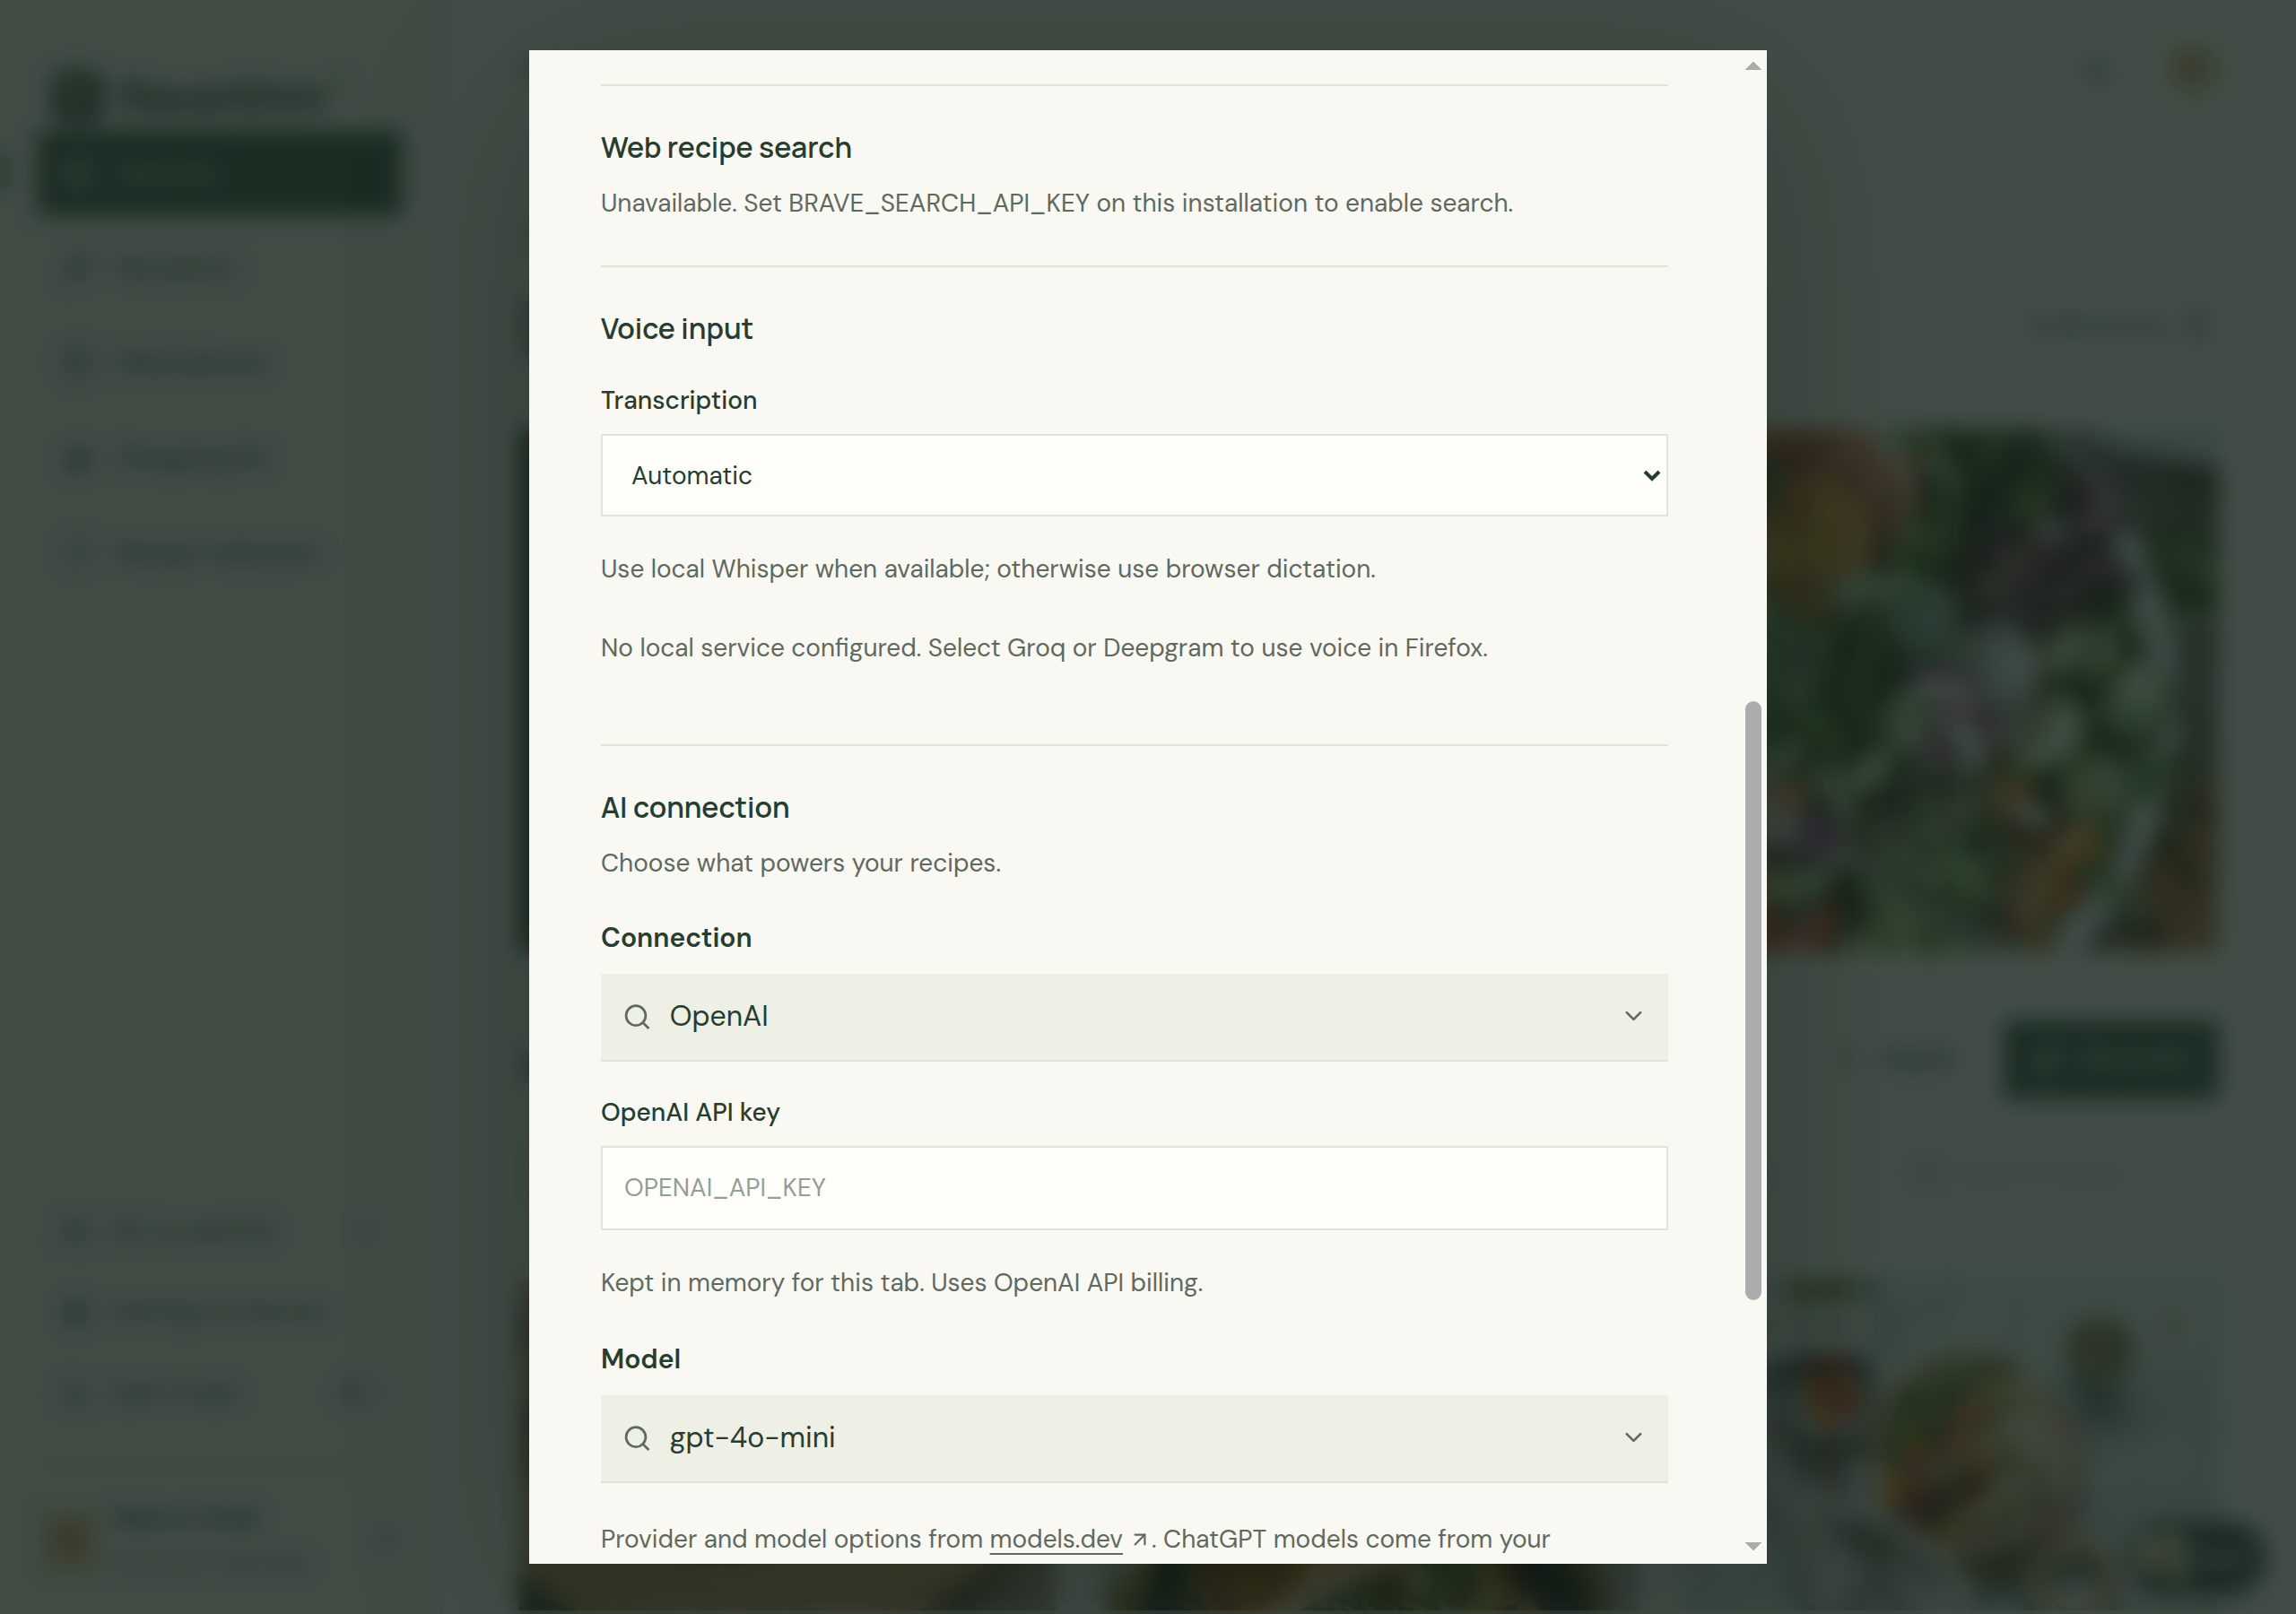 Web recipe search
Unavailable. Set BRAVE_SEARCH_API_KEY on this installation to enable search.
Voice input
Transcription
Automatic
Use local Whisper when available; otherwise use browser dictation.
No local service configured. Select Groq or Deepgram to use voice in Firefox.
AI connection
Choose what powers your recipes.
Connection
OpenAI
OpenAI API key
OPENAI_API_KEY
Kept in memory for this tab. Uses OpenAI API billing.
Model
gpt-4o-mini
Provider and model options from models.dev ↗. ChatGPT models come from your